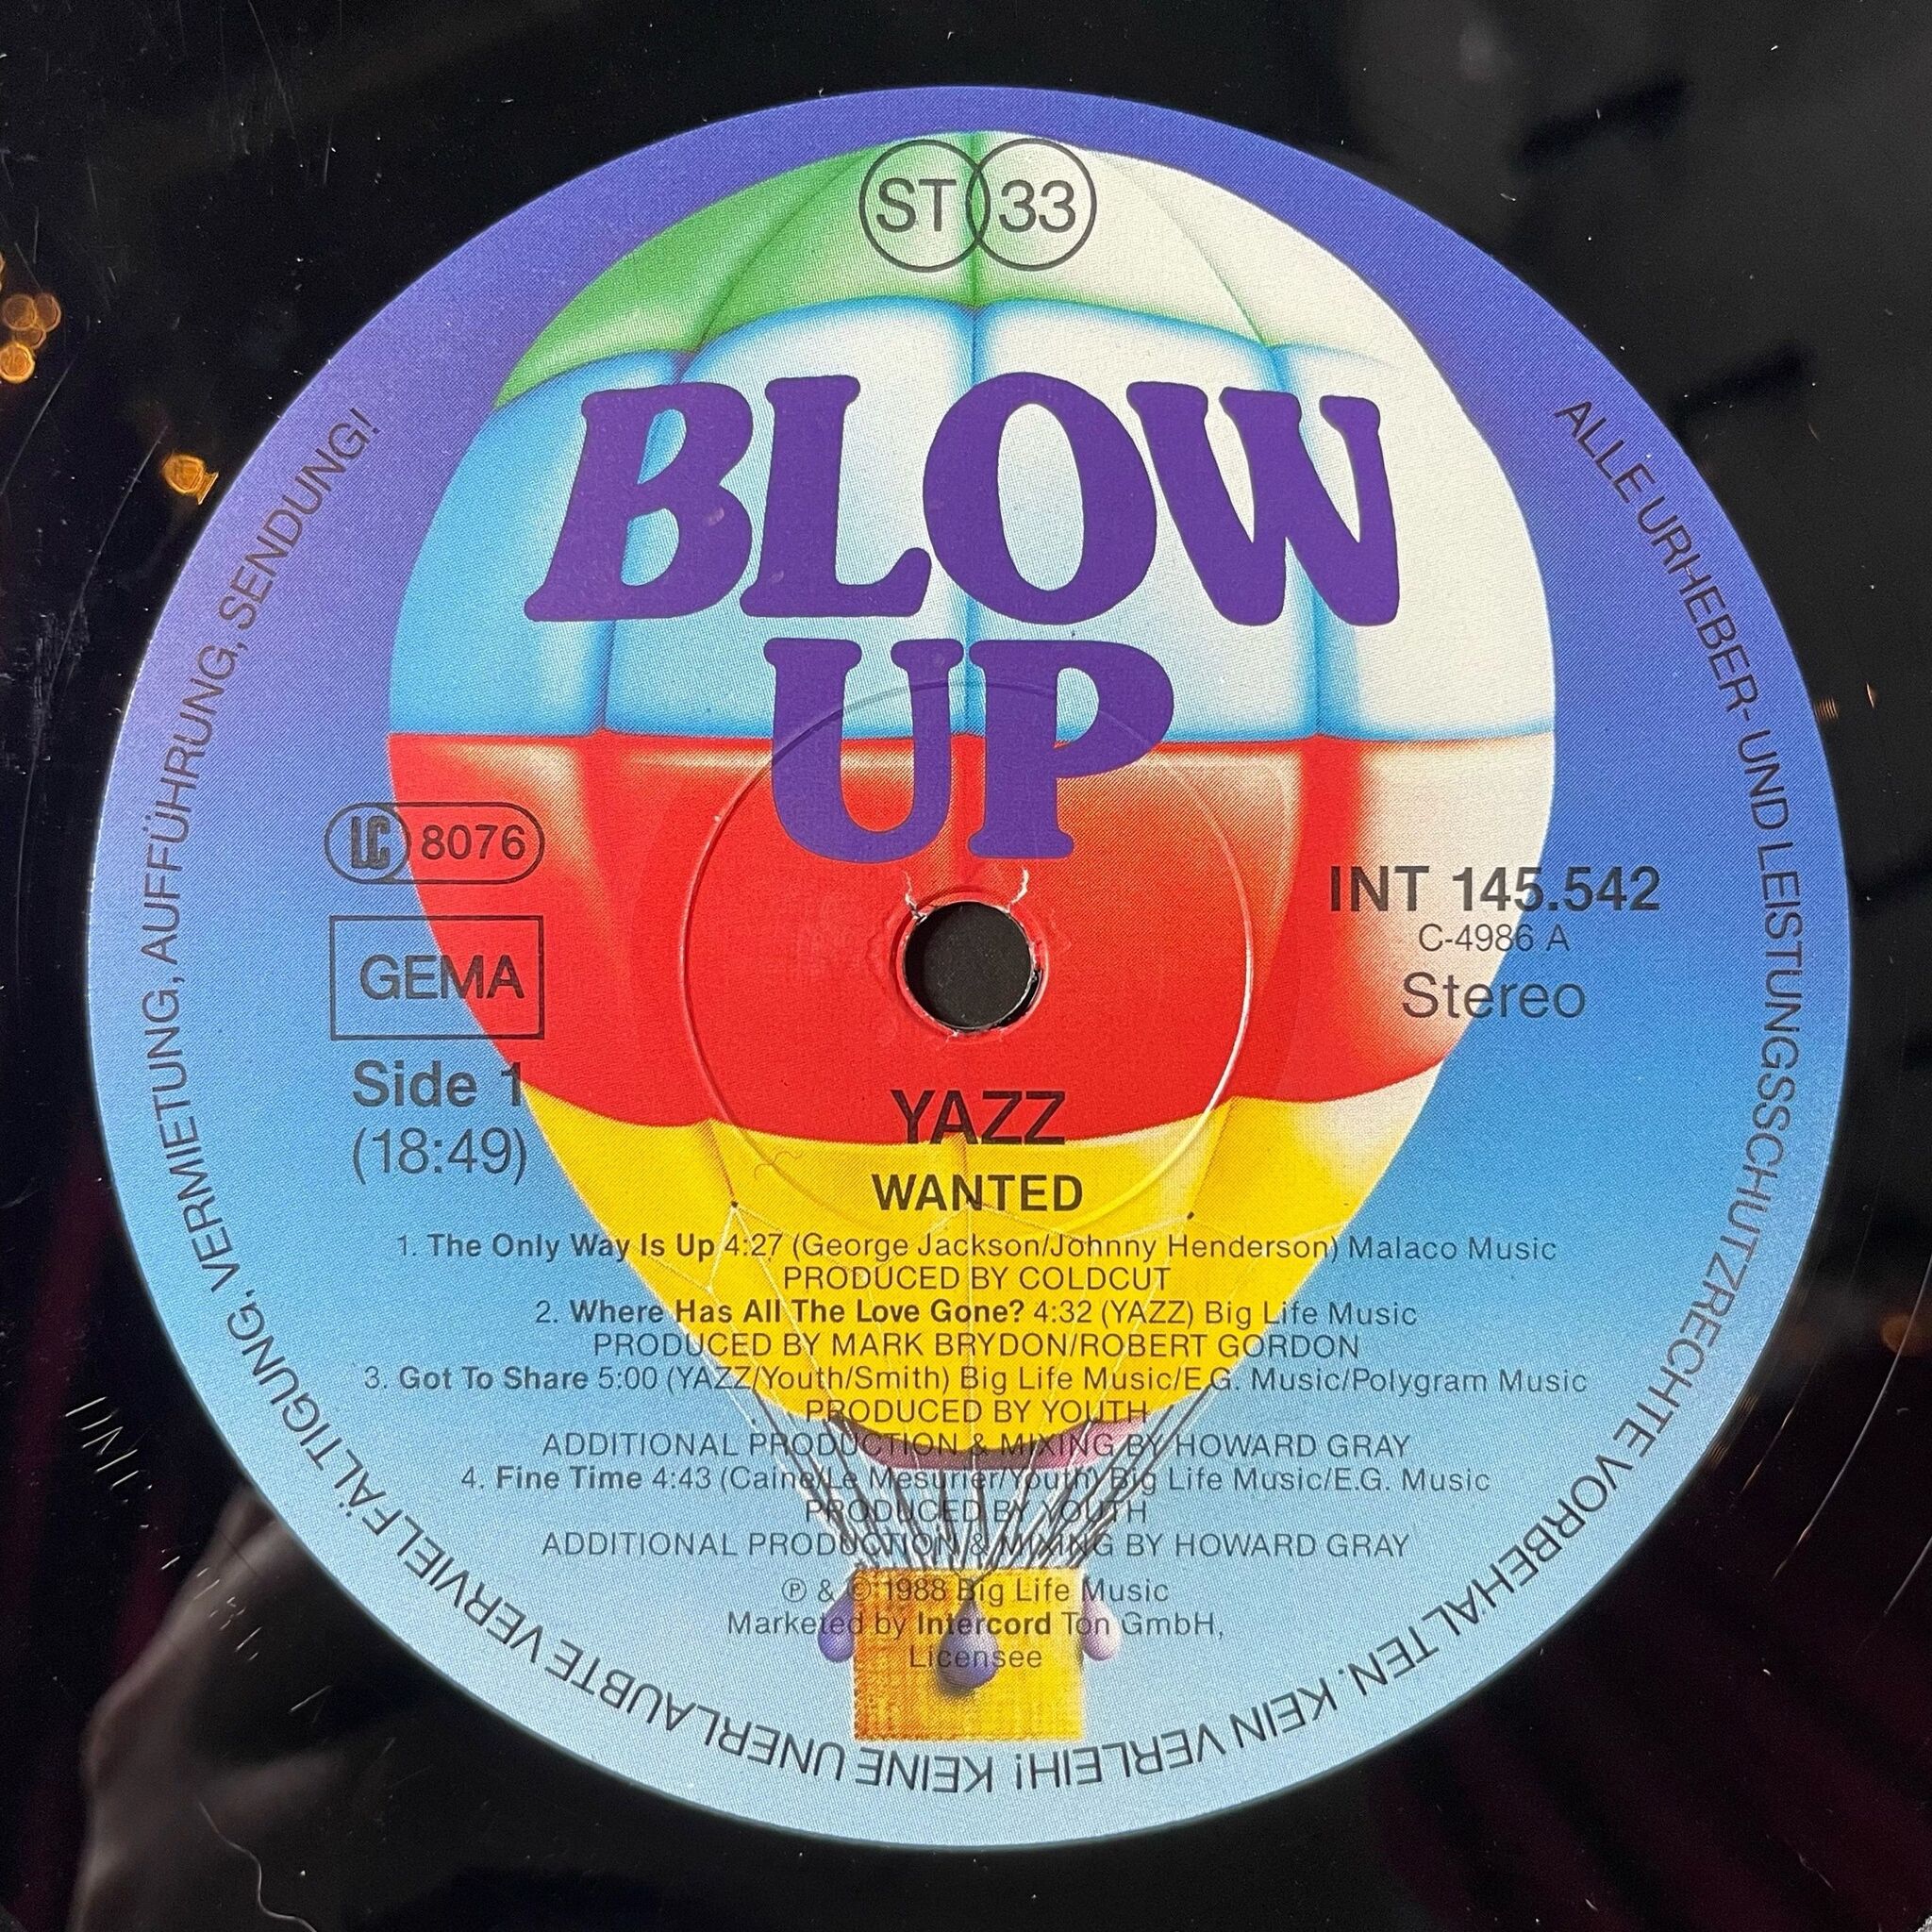 ST 33
BLOW
UP
LC 8076
GEMA
Side 1
(18:49)
INT 145.542
C-4986 A
Stereo
YAZZ
WANTED
1. The Only Way Is Up 4:27 (George Jackson/Johnny Henderson) Malaco Music
PRODUCED BY COLDCUT
2. Where Has All The Love Gone? 4:32 (YAZZ) Big Life Music
PRODUCED BY MARK BRYDON/ROBERT GORDON
3. Got To Share 5:00 (YAZZ/Youth/Smith) Big Life Music/E.G. Music/Polygram Music
PRODUCED BY YOUTH
ADDITIONAL PRODUCTION & MIXING BY HOWARD GRAY
4. Fine Time 4:43 (Caine/Le Mesurier/Youth) Big Life Music/E.G. Music
PRODUCED BY YOUTH
ADDITIONAL PRODUCTION & MIXING BY HOWARD GRAY
℗ & © 1988 Big Life Music
Marketed by Intercord Ton GmbH,
Licensee
ALLE URHEBER- UND LEISTUNGSSCHUTZRECHTE VORBEHALTEN. KEIN VERLEIH! KEINE UNERLAUBTE VERVIELFÄLTIGUNG, VERMIETUNG, AUFFÜHRUNG, SENDUNG!